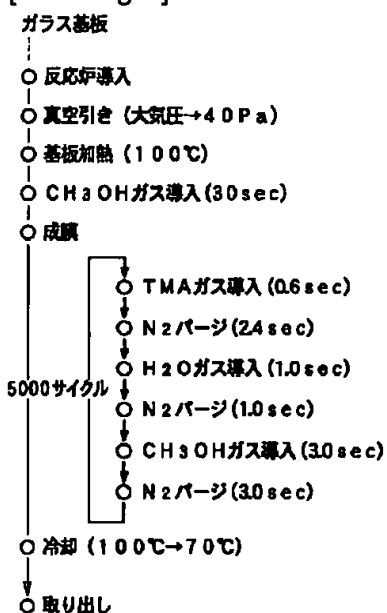 ガラス基板
反応炉導入
真空引き (大気圧→40Pa)
基板加熱 (100℃)
CH3OHガス導入(30sec)
成膜
TMAガス導入(0.6sec)
N2パージ(2.4sec)
H2Oガス導入(1.0sec)
5000サイクル
N2パージ(1.0sec)
CH3OHガス導入(3.0sec)
N2パージ(3.0sec)
冷却 (100℃→70℃)
取り出し